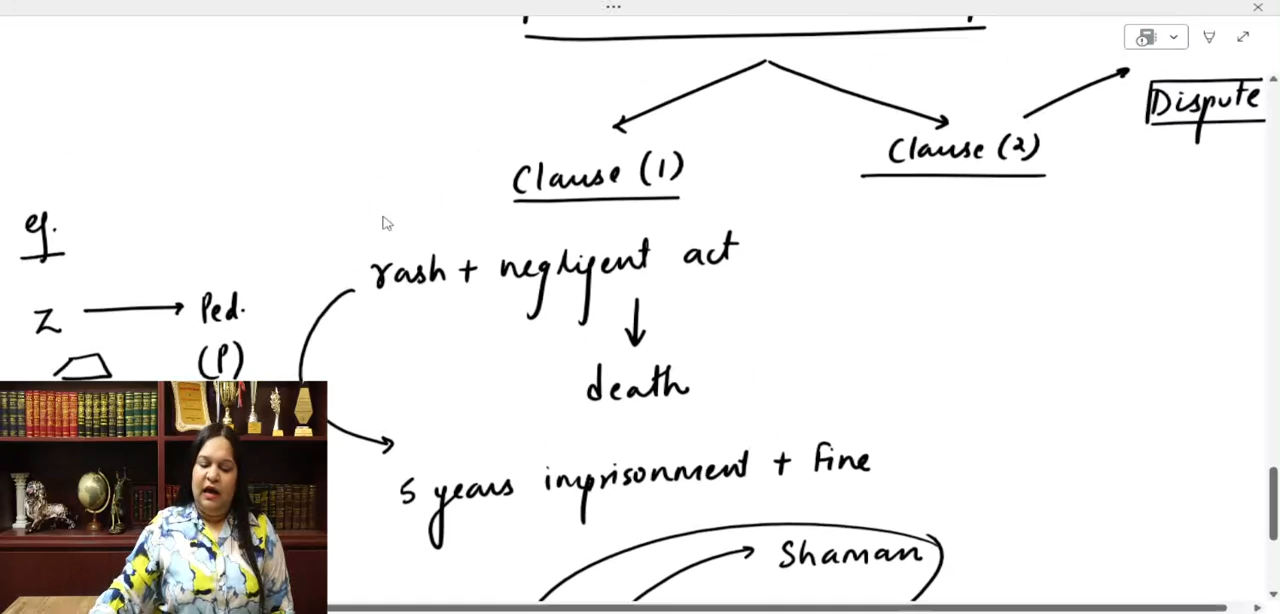 Clause (1)
Clause (2)
Dispute
eg.
rash + negligent act
Z
Ped.
(P)
death
5 years imprisonment + fine
Shaman